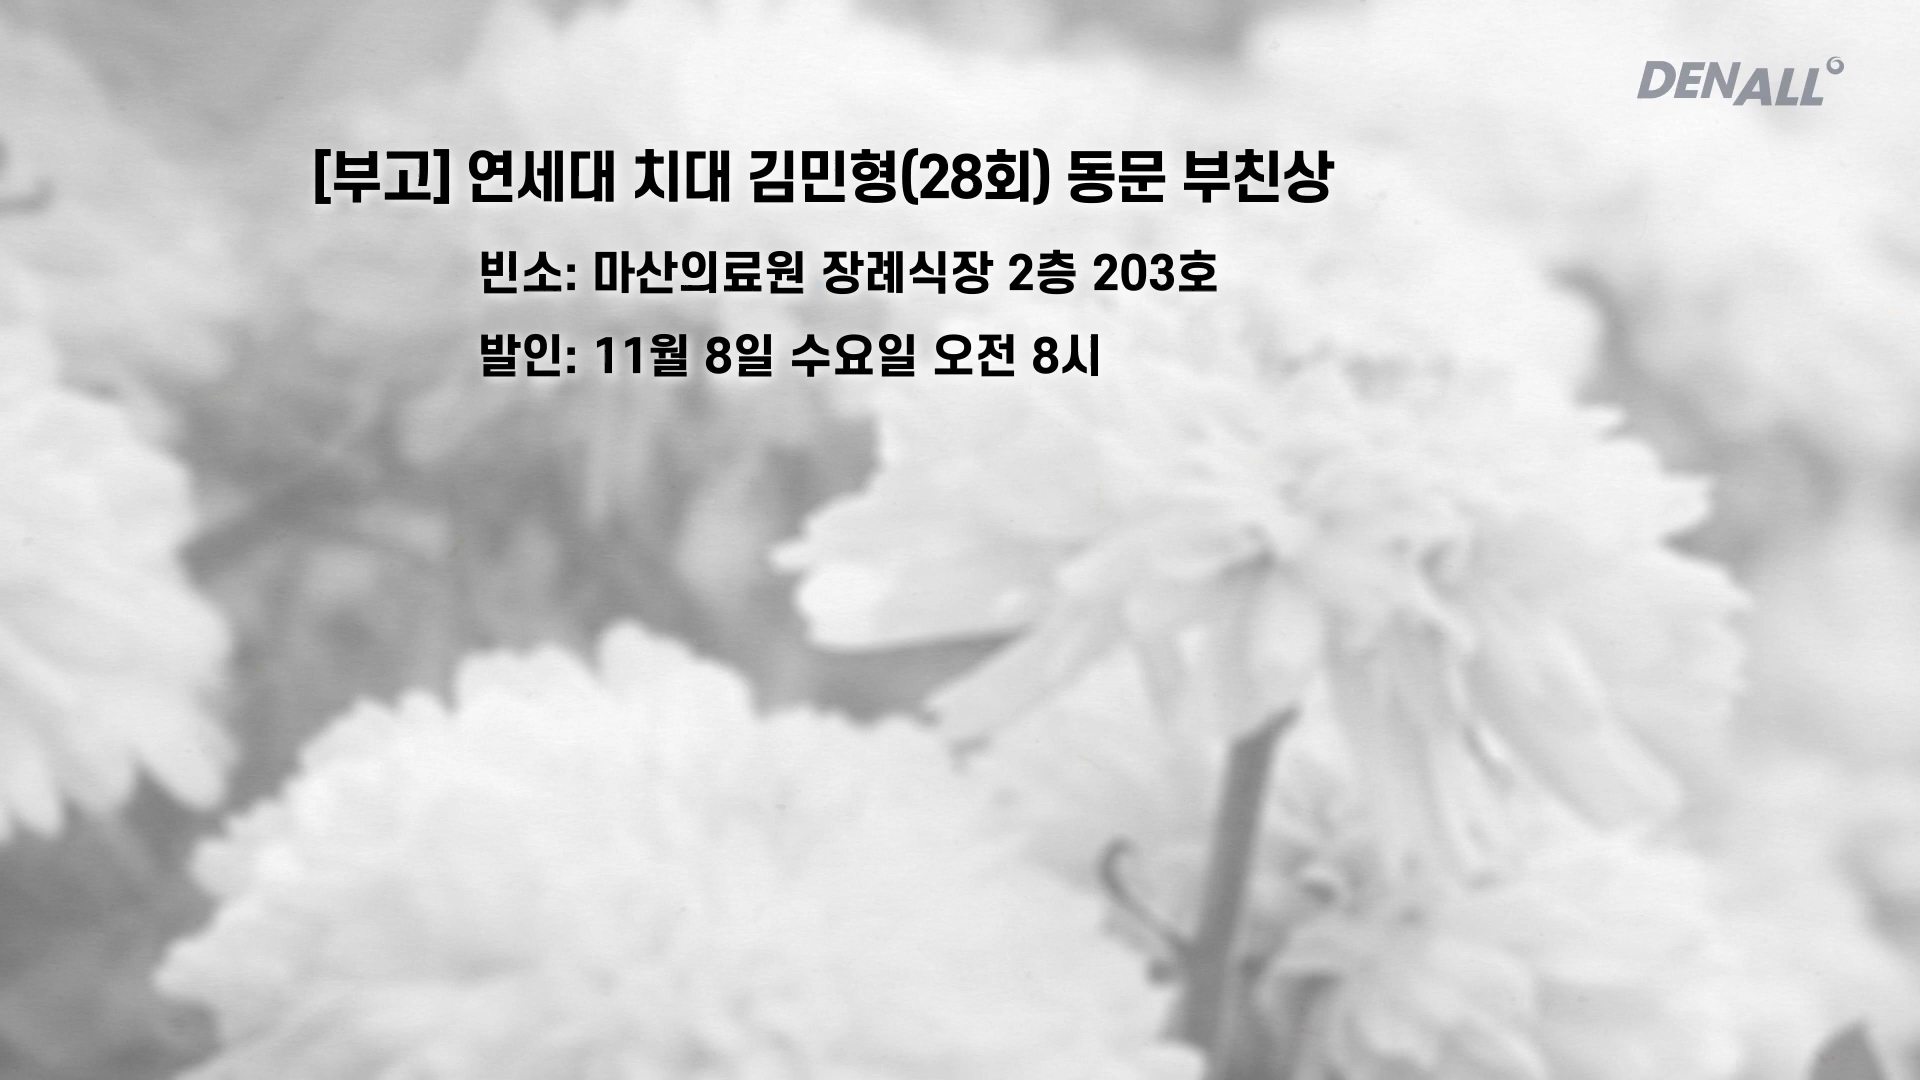 DENALL
[부고] 연세대 치대 김민형(28회) 동문 부친상
빈소: 마산의료원 장례식장 2층 203호
발인: 11월 8일 수요일 오전 8시